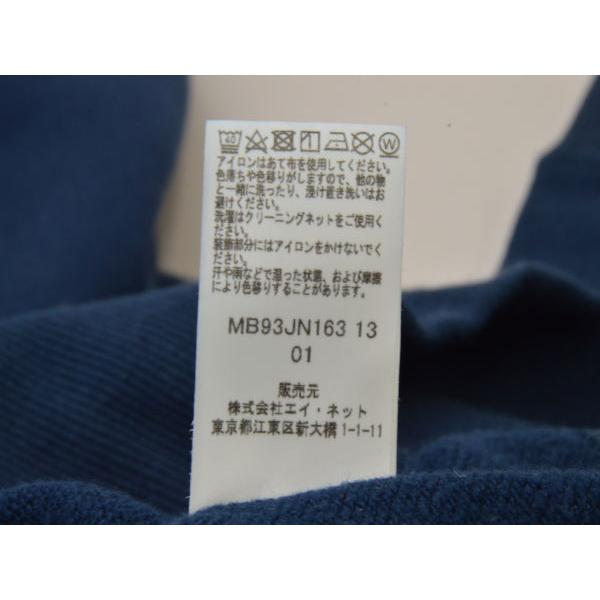 40
W
アイロンはあて布を使用してください。
色落ちや色移りがしますので、他の物
と一緒に洗ったり、浸け置き洗いはお
避けください。
洗濯はクリーニングネットをご使用く
ださい。
装飾部分にはアイロンをかけないでく
ださい。
汗や雨などで湿った状態、および摩擦
により色移りすることがあります。
MB93JN163 13
01
販売元
株式会社エイ・ネット
東京都江東区新大橋1-1-11